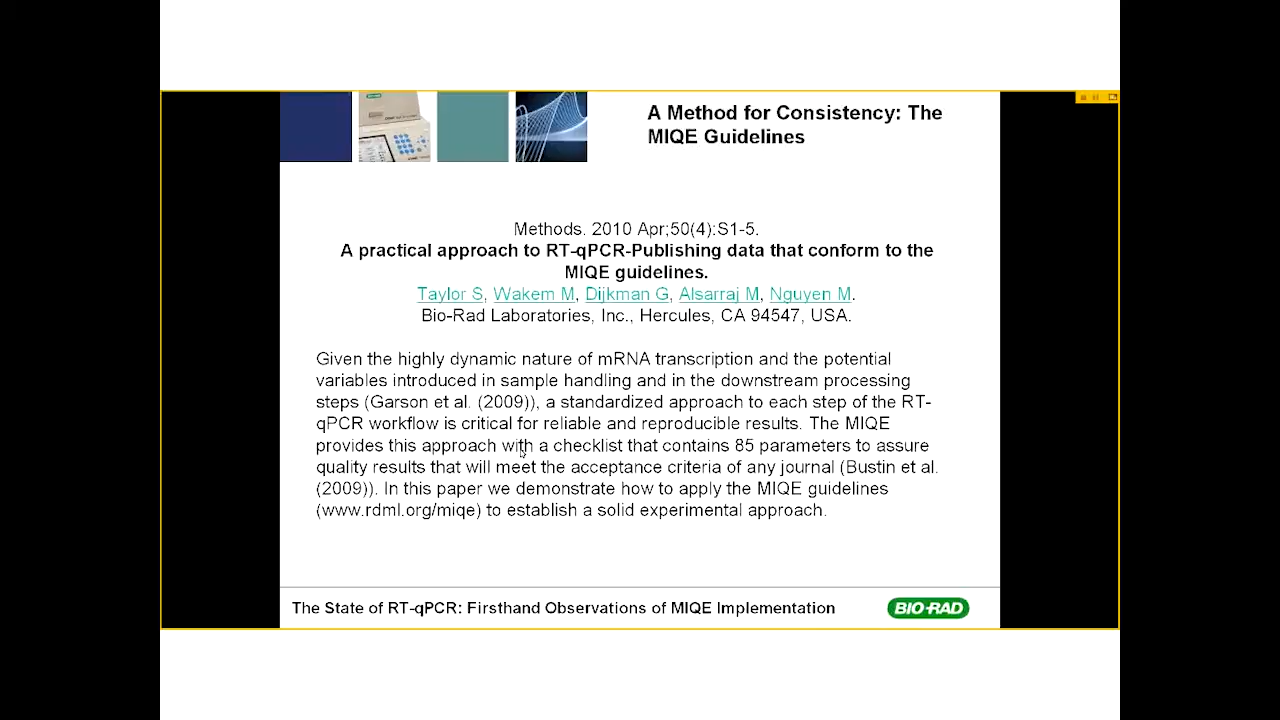 A Method for Consistency: The
MIQE Guidelines
Methods. 2010 Apr;50(4):S1-5.
A practical approach to RT-qPCR-Publishing data that conform to the
MIQE guidelines.
Taylor S, Wakem M, Dijkman G, Alsarraj M, Nguyen M.
Bio-Rad Laboratories, Inc., Hercules, CA 94547, USA.
Given the highly dynamic nature of mRNA transcription and the potential
variables introduced in sample handling and in the downstream processing
steps (Garson et al. (2009)), a standardized approach to each step of the RT-
qPCR workflow is critical for reliable and reproducible results. The MIQE
provides this approach with a checklist that contains 85 parameters to assure
quality results that will meet the acceptance criteria of any journal (Bustin et al.
(2009)). In this paper we demonstrate how to apply the MIQE guidelines
(www.rdml.org/miqe) to establish a solid experimental approach.
The State of RT-qPCR: Firsthand Observations of MIQE Implementation
BIO-RAD